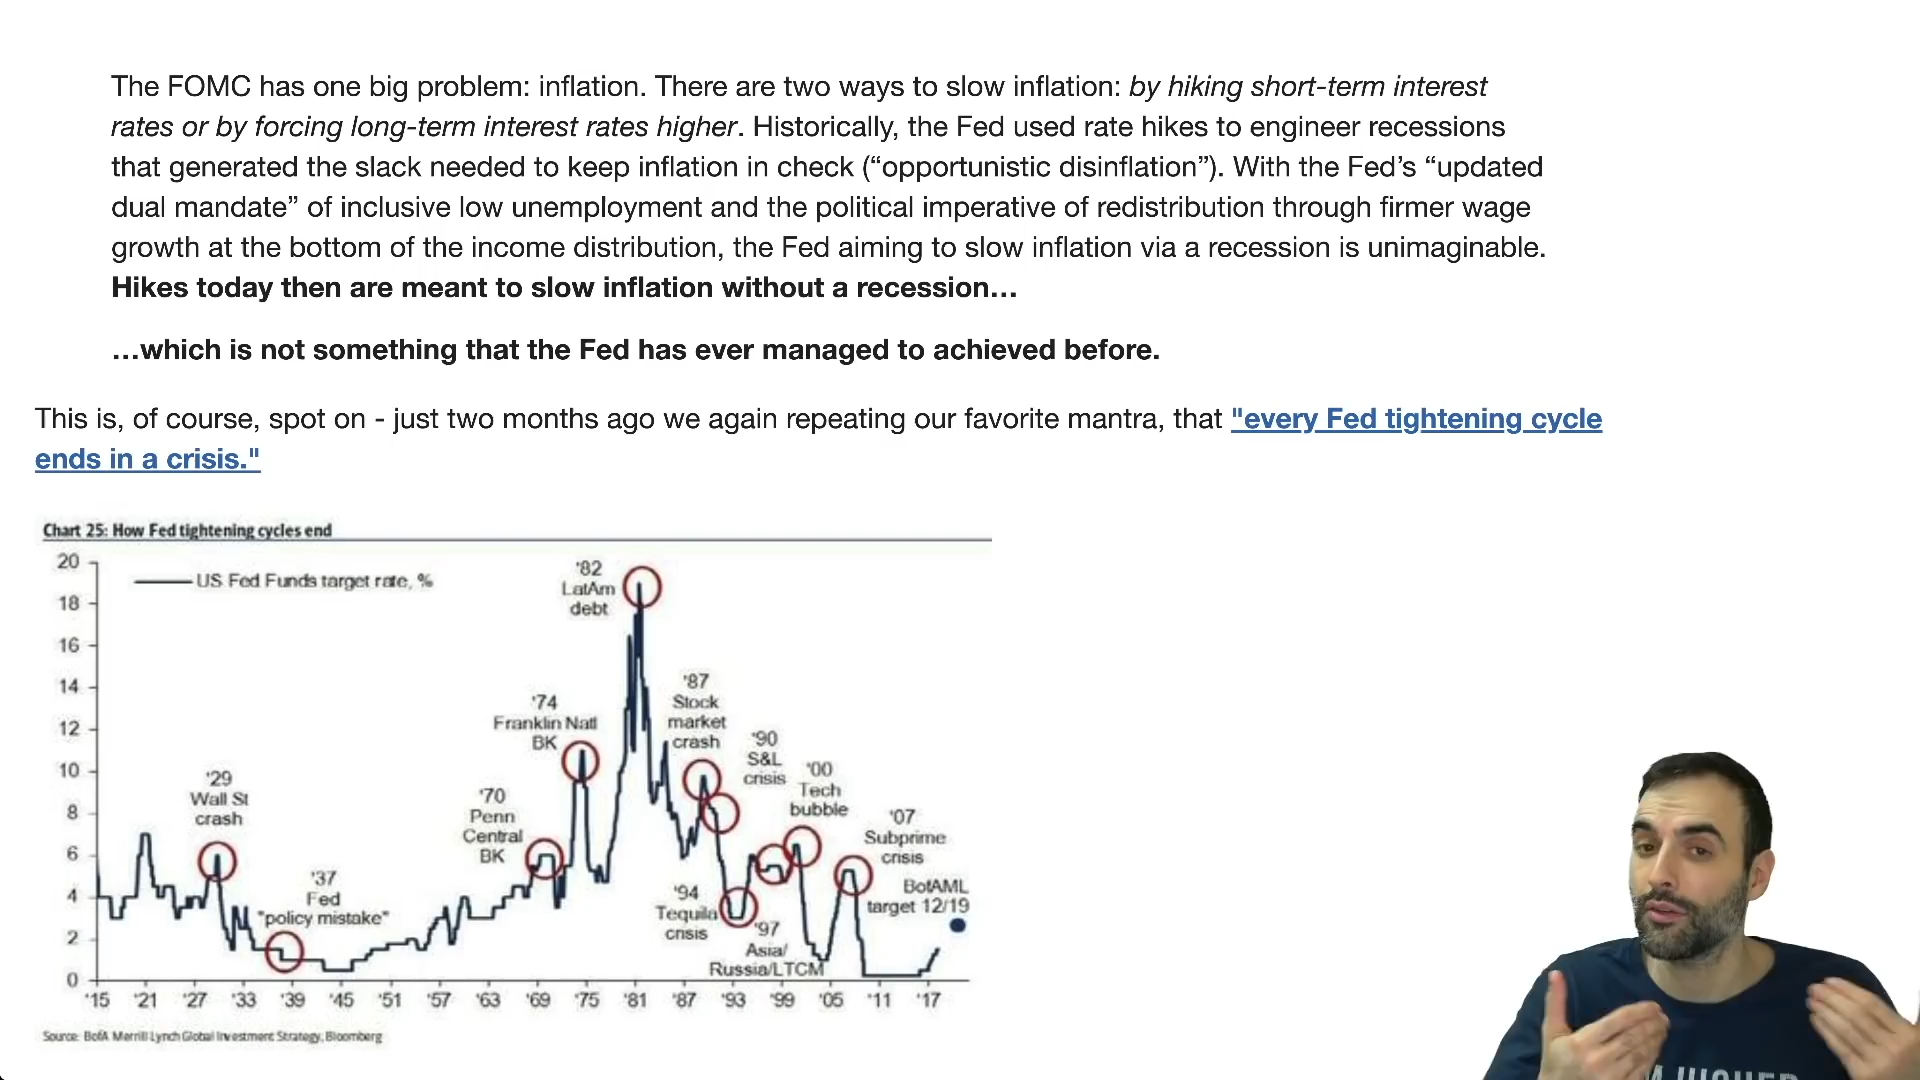 The FOMC has one big problem: inflation. There are two ways to slow inflation: by hiking short-term interest
rates or by forcing long-term interest rates higher. Historically, the Fed used rate hikes to engineer recessions
that generated the slack needed to keep inflation in check (“opportunistic disinflation”). With the Fed’s “updated
dual mandate” of inclusive low unemployment and the political imperative of redistribution through firmer wage
growth at the bottom of the income distribution, the Fed aiming to slow inflation via a recession is unimaginable.
Hikes today then are meant to slow inflation without a recession…
…which is not something that the Fed has ever managed to achieved before.
This is, of course, spot on - just two months ago we again repeating our favorite mantra, that "every Fed tightening cycle
ends in a crisis."
Chart 25: How Fed tightening cycles end
US Fed Funds target rate, %
20
18
16
14
12
10
8
6
4
2
0
'29
Wall St
crash
'37
Fed
"policy mistake"
'70
Penn
Central
BK
'74
Franklin Natl
BK
'82
LatAm
debt
'87
Stock
market
crash
'90
S&L
crisis
'94
Tequila
crisis
'97
Asia/
Russia/LTCM
'00
Tech
bubble
'07
Subprime
crisis
BofAML
target 12/19
'15 '21 '27 '33 '39 '45 '51 '57 '63 '69 '75 '81 '87 '93 '99 '05 '11 '17
Source: BofA Merrill Lynch Global Investment Strategy, Bloomberg